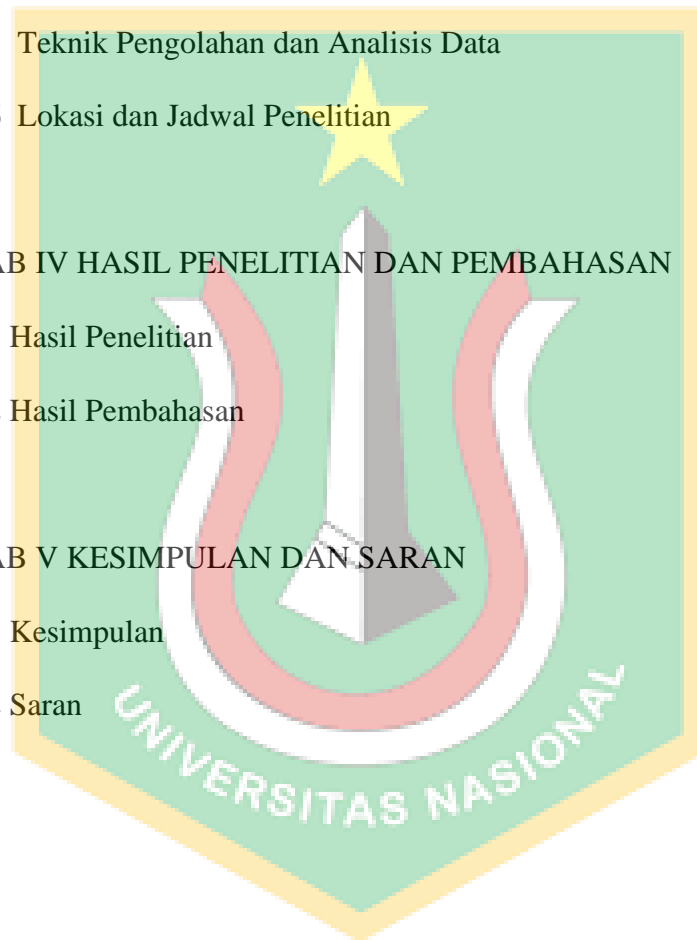 Teknik Pengolahan dan Analisis Data
Lokasi dan Jadwal Penelitian
AB IV HASIL PENELITIAN DAN PEMBAHASAN
Hasil Penelitian
Hasil Pembahasan
AB V KESIMPULAN DAN SARAN
Kesimpulan
Saran
UNIVERSITAS NASIONAL